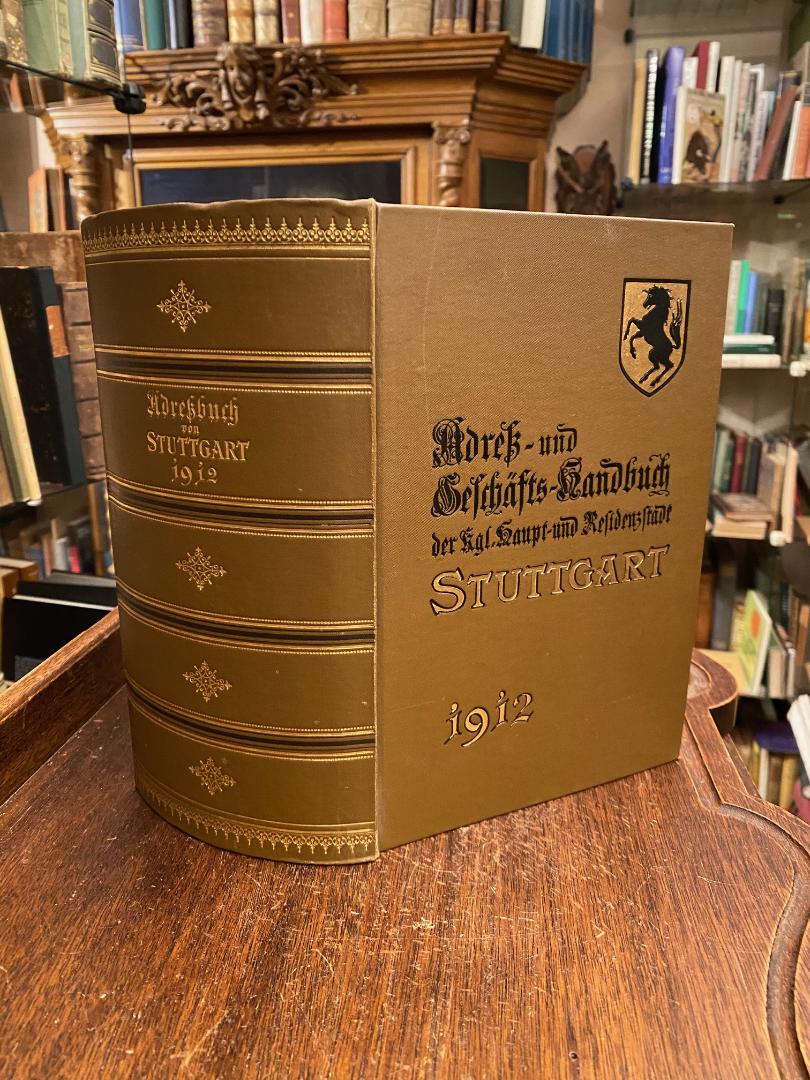 Adreßbuch
von
STUTTGART
1912
Adreß- und
Geschäfts-Handbuch
der Kgl. Haupt- und Residenzstadt
STUTTGART
1912